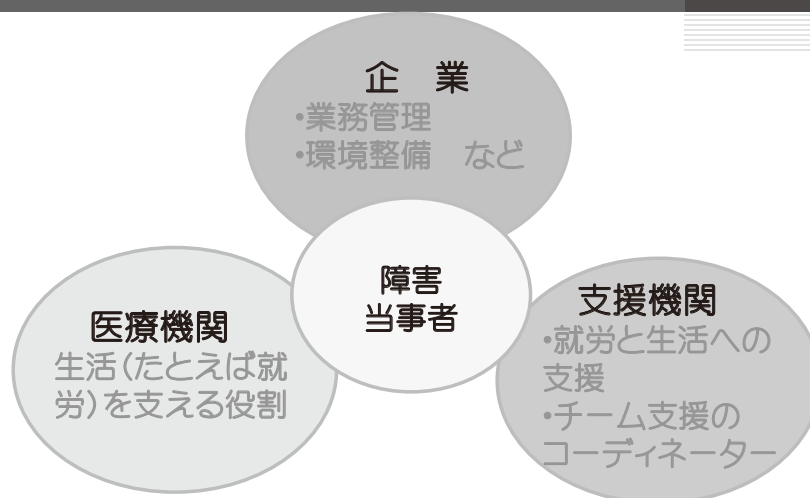 企　業
•業務管理
•環境整備　など
障害
当事者
医療機関
生活(たとえば就
労)を支える役割
支援機関
•就労と生活への
支援
•チーム支援の
コーディネーター